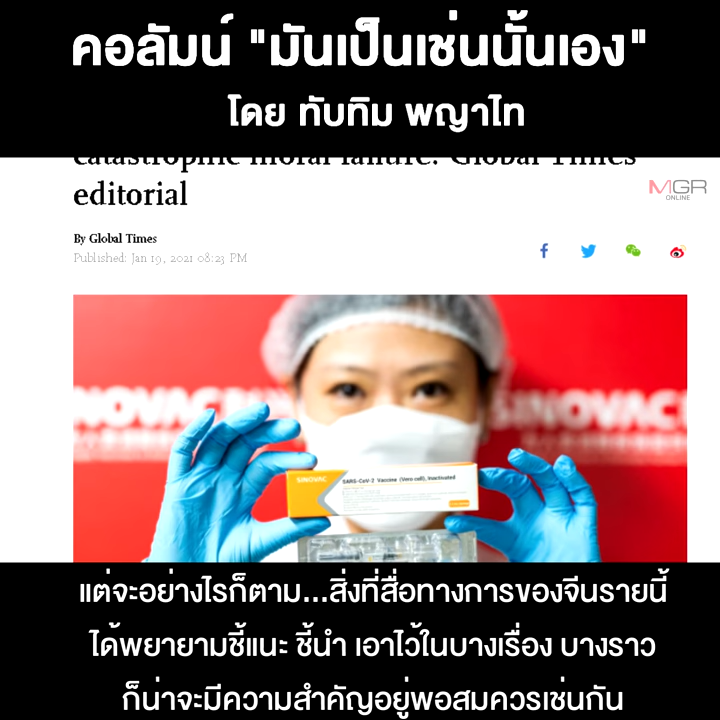 คอลัมน์ "มันเป็นเช่นนั้นเอง"
โดย ทับทิม พญาไท
catastrophic moral failure: Global Times
editorial
MGR
ONLINE
By Global Times
Published: Jan 19, 2021 08:23 PM
SINOVAC
SINOVAC
SARS-CoV-2 Vaccine (Vero cell), Inactivated
แต่จะอย่างไรก็ตาม...สิ่งที่สื่อทางการของจีนรายนี้
ได้พยายามชี้แนะ ชี้นำ เอาไว้ในบางเรื่อง บางราว
ก็น่าจะมีความสำคัญอยู่พอสมควรเช่นกัน